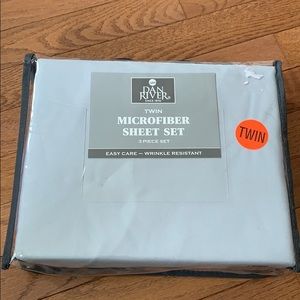 DAN
RIVER
TWIN
MICROFIBER
SHEET SET
3 PIECE SET
EASY CARE — WRINKLE RESISTANT
TWIN